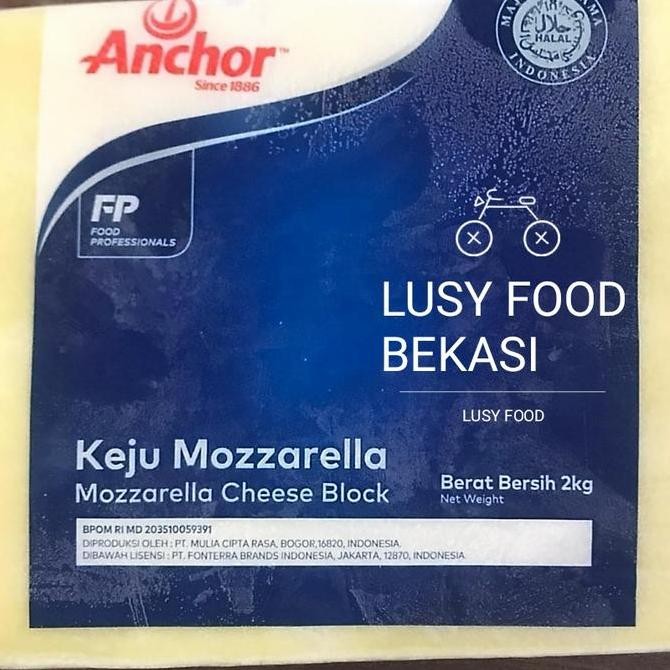 Anchor™
Since 1886
HALAL
INDONESIA
FP
FOOD
PROFESSIONALS
LUSY FOOD
BEKASI
LUSY FOOD
Keju Mozzarella
Mozzarella Cheese Block
Berat Bersih 2kg
Net Weight
BPOM RI MD 203510059391
DIPRODUKSI OLEH : PT. MULIA CIPTA RASA, BOGOR,16820, INDONESIA.
DIBAWAH LISENSI : PT. FONTERRA BRANDS INDONESIA, JAKARTA, 12870, INDONESIA.